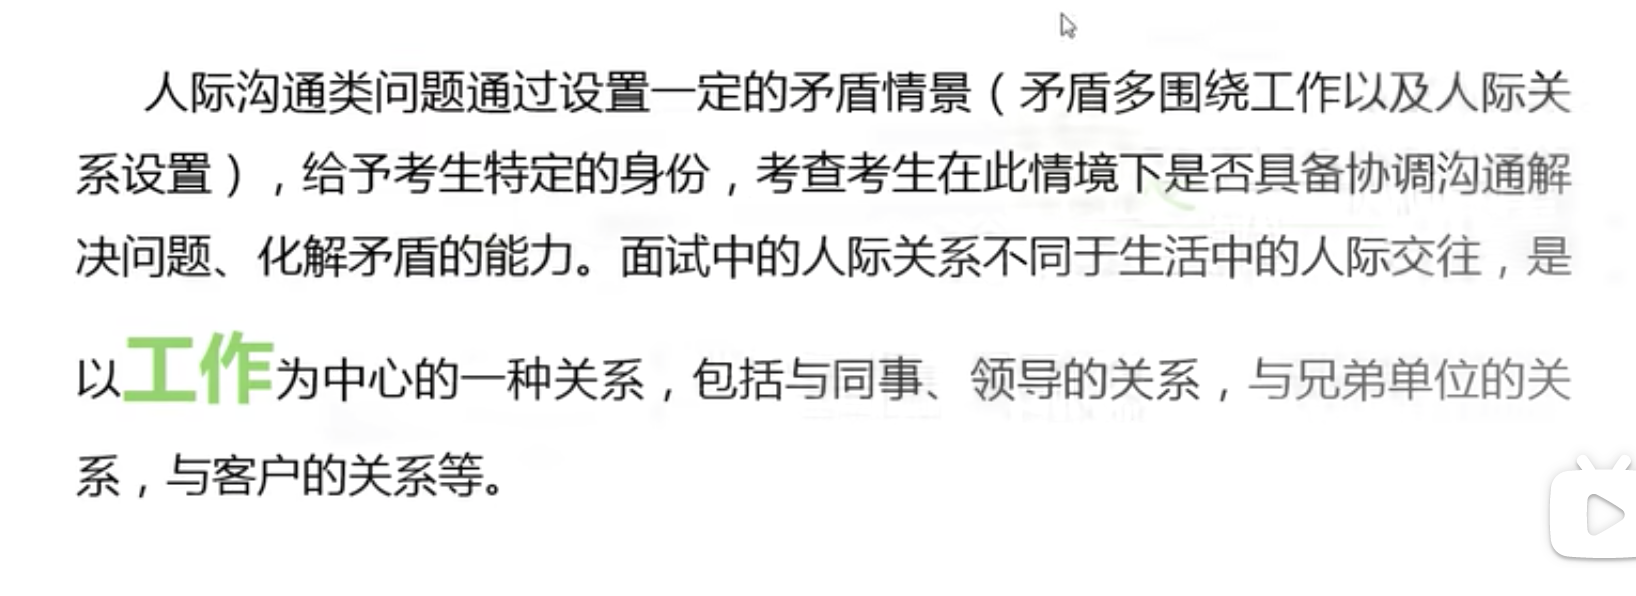 人际沟通类问题通过设置一定的矛盾情景（矛盾多围绕工作以及人际关
系设置），给予考生特定的身份，考查考生在此情境下是否具备协调沟通解
决问题、化解矛盾的能力。面试中的人际关系不同于生活中的人际交往，是
以工作为中心的一种关系，包括与同事、领导的关系，与兄弟单位的关
系，与客户的关系等。